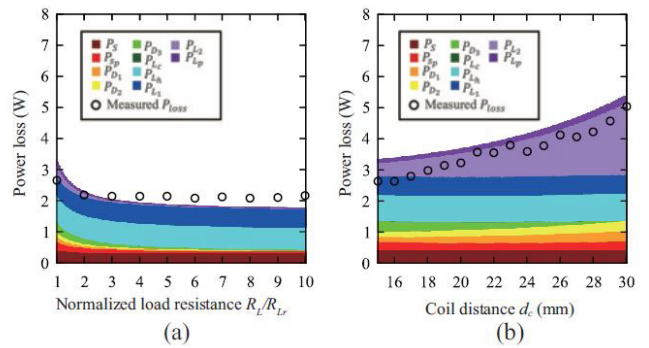 8
7
6
5
4
3
2
1
0
Power loss (W)
P_S
P_Sp
P_D1
P_D2
P_D3
P_Lc
P_Lh
P_L1
P_L2
P_Lp
Measured P_loss
1 2 3 4 5 6 7 8 9 10
Normalized load resistance R_L/R_Lr
(a)
8
7
6
5
4
3
2
1
0
Power loss (W)
P_S
P_Sp
P_D1
P_D2
P_D3
P_Lc
P_Lh
P_L1
P_L2
P_Lp
Measured P_loss
16 18 20 22 24 26 28 30
Coil distance d_c (mm)
(b)